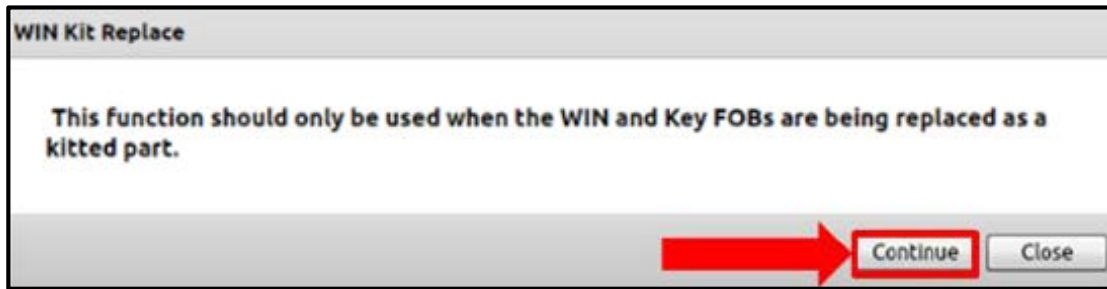 WIN Kit Replace
This function should only be used when the WIN and Key FOBs are being replaced as a
kitted part.
Continue Close